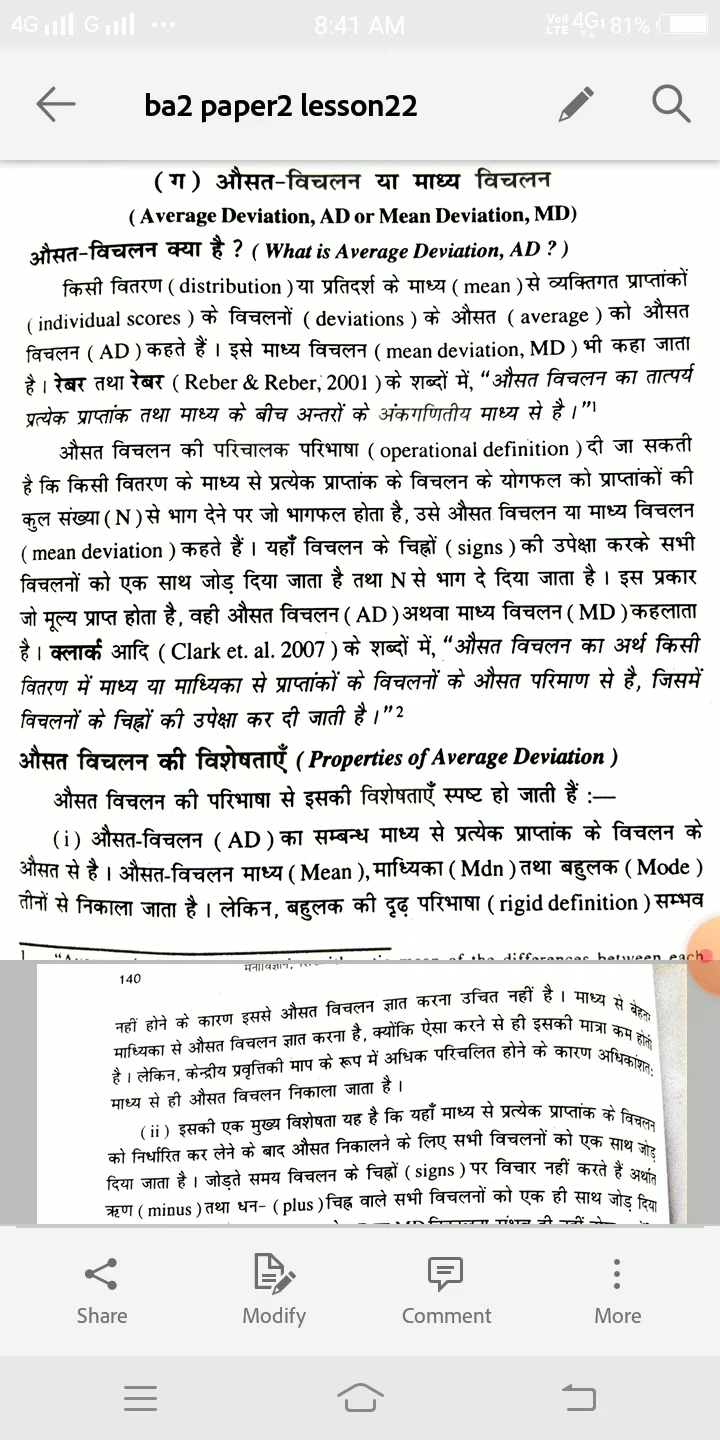 4G G ••• 8:41 AM VoLTE 4G 81%
ba2 paper2 lesson22
(ग) औसत-विचलन या माध्य विचलन
(Average Deviation, AD or Mean Deviation, MD)
औसत-विचलन क्या है ? ( What is Average Deviation, AD ? )
किसी वितरण ( distribution ) या प्रतिदर्श के माध्य ( mean ) से व्यक्तिगत प्राप्तांकों
( individual scores ) के विचलनों ( deviations ) के औसत ( average ) को औसत
विचलन ( AD ) कहते हैं । इसे माध्य विचलन ( mean deviation, MD ) भी कहा जाता
है । रेबर तथा रेबर ( Reber & Reber, 2001 ) के शब्दों में, “औसत विचलन का तात्पर्य
प्रत्येक प्राप्तांक तथा माध्य के बीच अन्तरों के अंकगणितीय माध्य से है ।”1
औसत विचलन की परिचालक परिभाषा ( operational definition ) दी जा सकती
है कि किसी वितरण के माध्य से प्रत्येक प्राप्तांक के विचलन के योगफल को प्राप्तांकों की
कुल संख्या ( N ) से भाग देने पर जो भागफल होता है, उसे औसत विचलन या माध्य विचलन
( mean deviation ) कहते हैं । यहाँ विचलन के चिह्नों ( signs ) की उपेक्षा करके सभी
विचलनों को एक साथ जोड़ दिया जाता है तथा N से भाग दे दिया जाता है । इस प्रकार
जो मूल्य प्राप्त होता है, वही औसत विचलन ( AD ) अथवा माध्य विचलन ( MD ) कहलाता
है । क्लार्क आदि ( Clark et. al. 2007 ) के शब्दों में, “औसत विचलन का अर्थ किसी
वितरण में माध्य या माध्यिका से प्राप्तांकों के विचलनों के औसत परिमाण से है, जिसमें
विचलनों के चिह्नों की उपेक्षा कर दी जाती है ।”2
औसत विचलन की विशेषताएँ ( Properties of Average Deviation )
औसत विचलन की परिभाषा से इसकी विशेषताएँ स्पष्ट हो जाती हैं :—
(i) औसत-विचलन ( AD ) का सम्बन्ध माध्य से प्रत्येक प्राप्तांक के विचलन के
औसत से है । औसत-विचलन माध्य ( Mean ), माध्यिका ( Mdn ) तथा बहुलक ( Mode )
तीनों से निकाला जाता है । लेकिन, बहुलक की दृढ़ परिभाषा ( rigid definition ) सम्भव
of the differences between each
140
नहीं होने के कारण इससे औसत विचलन ज्ञात करना उचित नहीं है । माध्य से बेहतर
माध्यिका से औसत विचलन ज्ञात करना है, क्योंकि ऐसा करने से ही इसकी मात्रा कम होती
है । लेकिन, केन्द्रीय प्रवृत्तिकी माप के रूप में अधिक परिचलित होने के कारण अधिकांशतः
माध्य से ही औसत विचलन निकाला जाता है ।
(ii) इसकी एक मुख्य विशेषता यह है कि यहाँ माध्य से प्रत्येक प्राप्तांक के विचलन
को निर्धारित कर लेने के बाद औसत निकालने के लिए सभी विचलनों को एक साथ जोड़
दिया जाता है । जोड़ते समय विचलन के चिह्नों ( signs ) पर विचार नहीं करते हैं अर्थात
ऋण ( minus ) तथा धन- ( plus ) चिह्न वाले सभी विचलनों को एक ही साथ जोड़ दिया
Share Modify Comment More